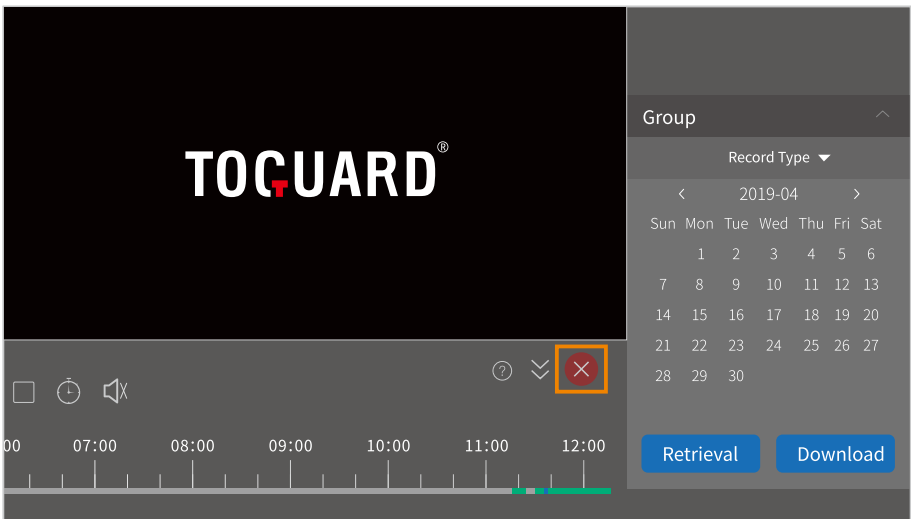 TOGUARD®
Group
Record Type
< 2019-04 >
Sun Mon Tue Wed Thu Fri Sat
1 2 3 4 5 6
7 8 9 10 11 12 13
14 15 16 17 18 19 20
21 22 23 24 25 26 27
28 29 30
?
00 07:00 08:00 09:00 10:00 11:00 12:00
Retrieval Download